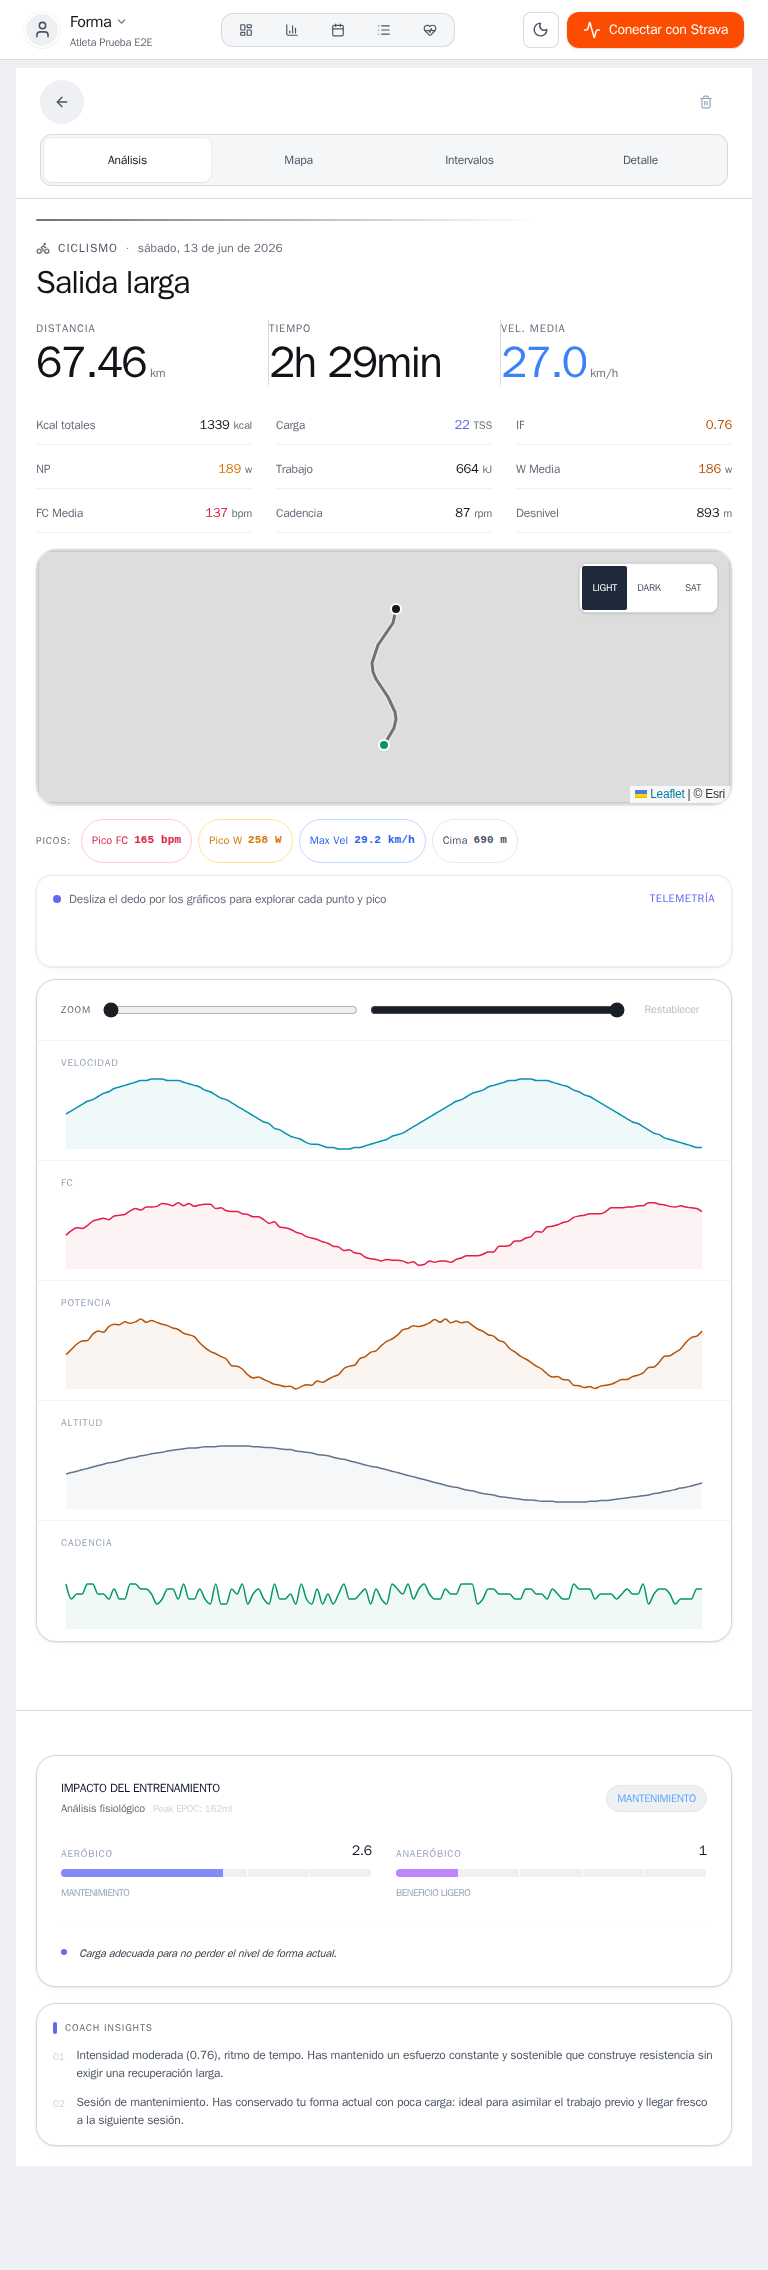 Forma
Atleta Prueba E2E
Conectar con Strava
Análisis
Mapa
Intervalos
Detalle
CICLISMO · sábado, 13 de jun de 2026
Salida larga
DISTANCIA
67.46 km
TIEMPO
2h 29min
VEL. MEDIA
27.0 km/h
Kcal totales 1339 kcal
Carga 22 TSS
IF 0.76
NP 189 w
Trabajo 664 kJ
W Media 186 w
FC Media 137 bpm
Cadencia 87 rpm
Desnivel 893 m
LIGHT
DARK
SAT
Leaflet | © Esri
PICOS:
Pico FC 165 bpm
Pico W 258 W
Max Vel 29.2 km/h
Cima 690 m
Desliza el dedo por los gráficos para explorar cada punto y pico
TELEMETRÍA
ZOOM
Restablecer
VELOCIDAD
FC
POTENCIA
ALTITUD
CADENCIA
IMPACTO DEL ENTRENAMIENTO
Análisis fisiológico Peak EPOC: 162ml
MANTENIMIENTO
AERÓBICO 2.6
MANTENIMIENTO
ANAERÓBICO 1
BENEFICIO LIGERO
Carga adecuada para no perder el nivel de forma actual.
COACH INSIGHTS
01 Intensidad moderada (0.76), ritmo de tempo. Has mantenido un esfuerzo constante y sostenible que construye resistencia sin
exigir una recuperación larga.
02 Sesión de mantenimiento. Has conservado tu forma actual con poca carga: ideal para asimilar el trabajo previo y llegar fresco
a la siguiente sesión.